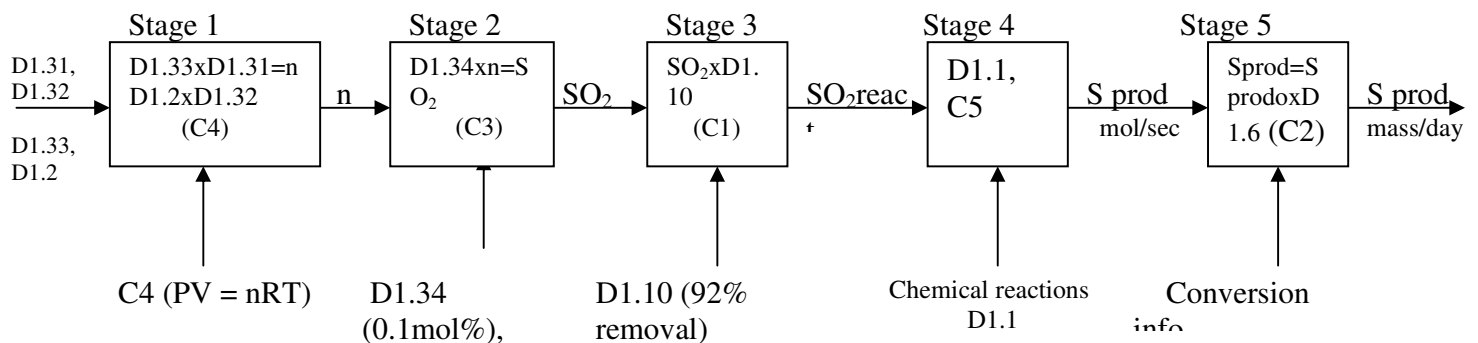 Stage 1
D1.31,
D1.32
D1.33,
D1.2
D1.33xD1.31=n
D1.2xD1.32
(C4)
n
C4 (PV = nRT)
Stage 2
D1.34xn=S
O2
(C3)
SO2
D1.34
(0.1mol%),
Stage 3
SO2xD1.
10
(C1)
SO2reac
t
D1.10 (92%
removal)
Stage 4
D1.1,
C5
S prod
mol/sec
Chemical reactions
D1.1
Stage 5
Sprod=S
prodoxD
1.6 (C2)
S prod
mass/day
Conversion
info